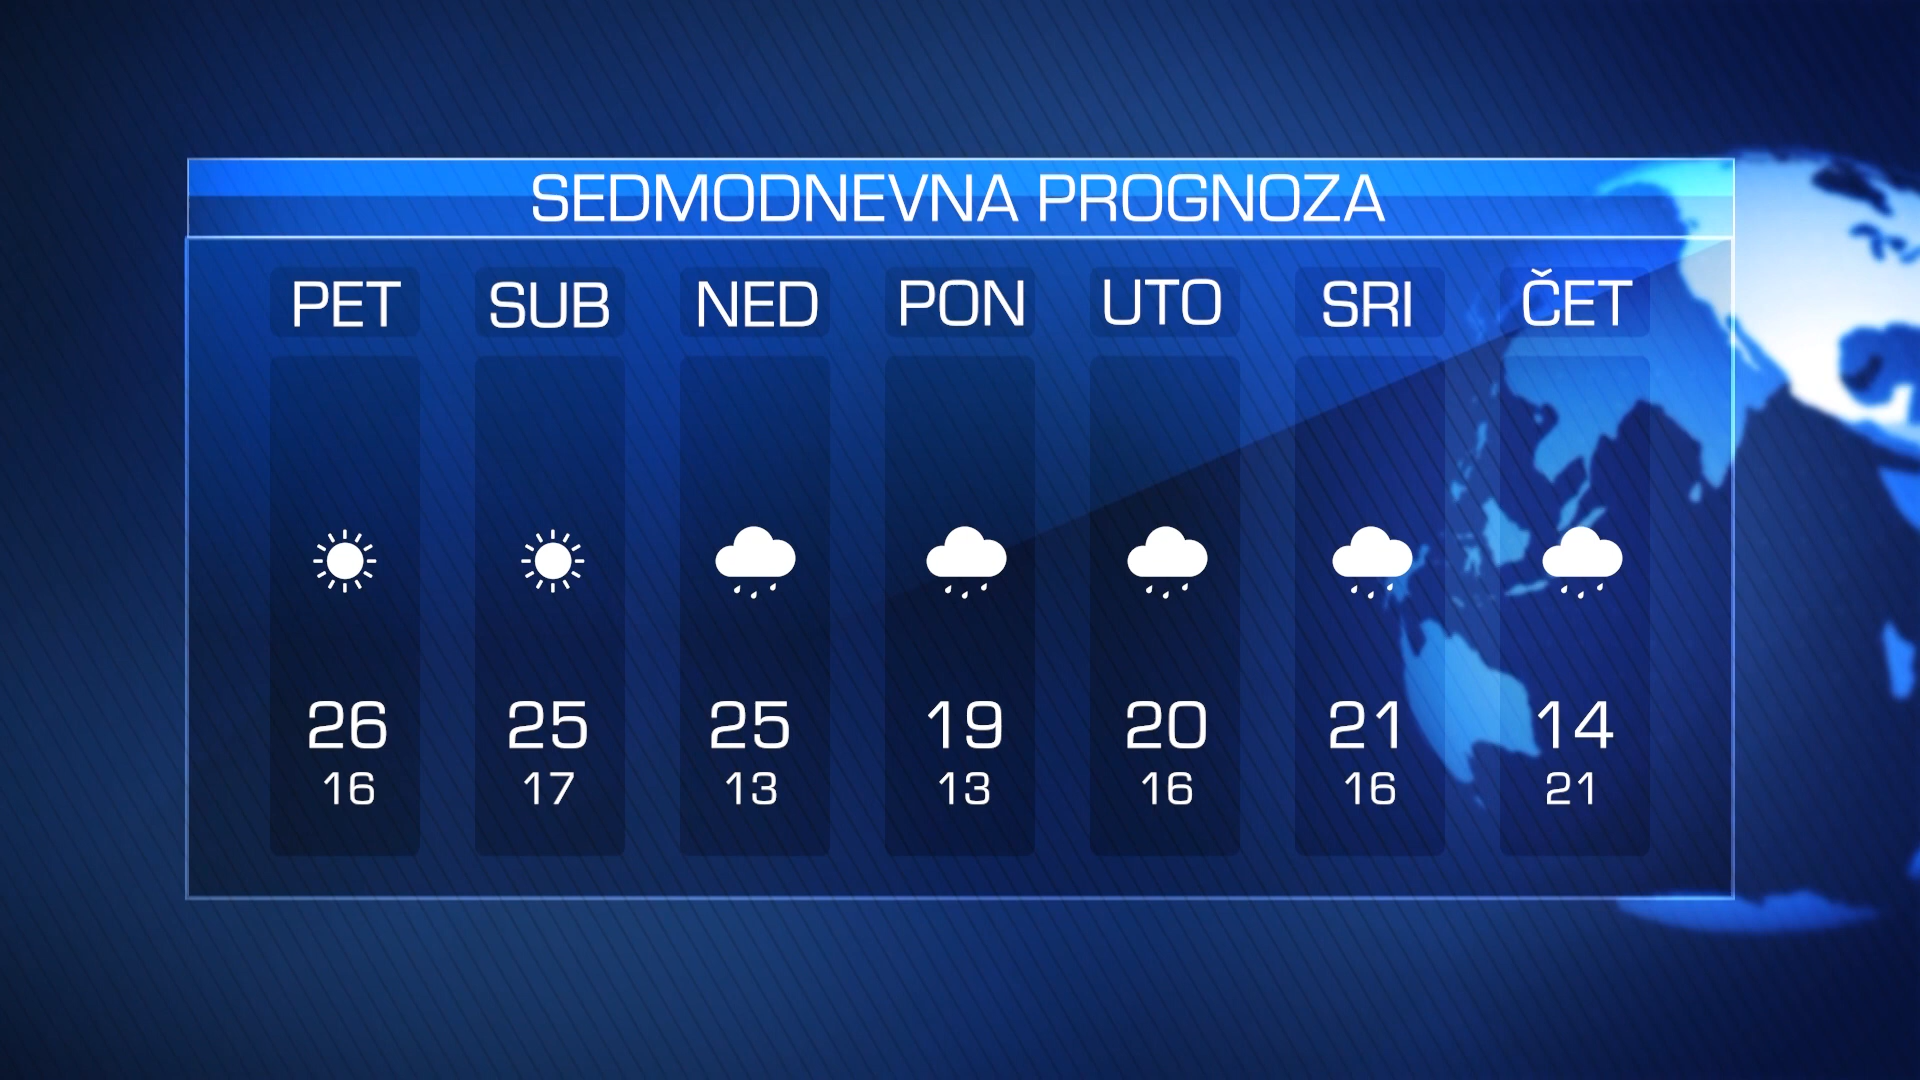 SEDMODNEVNA PROGNOZA
PET SUB NED PON UTO SRI ČET
26 25 25 19 20 21 14
16 17 13 13 16 16 21